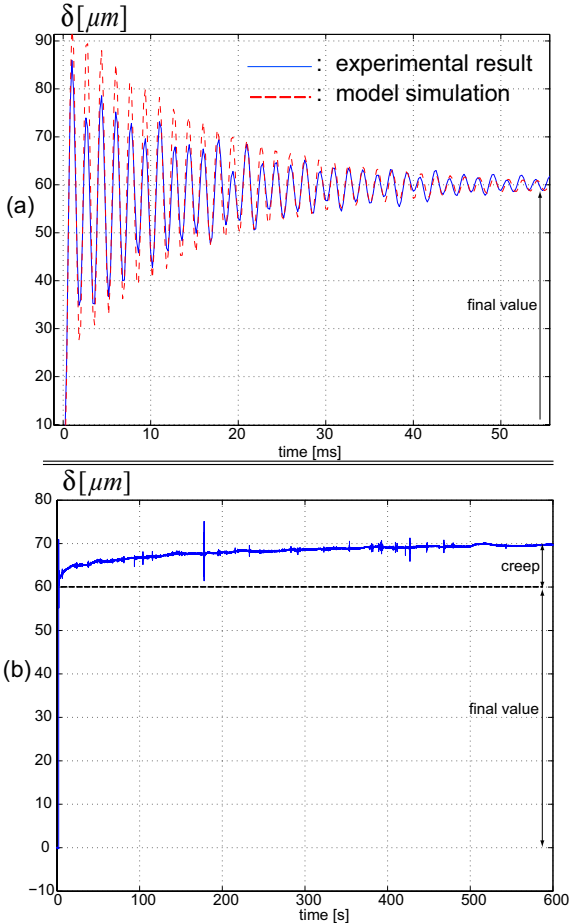 δ[µm]
: experimental result
: model simulation
90
80
70
60
50
40
30
20
10
(a)
final value
0 10 20 30 40 50
time [ms]
δ[µm]
80
70
60
50
40
30
20
10
0
−10
(b)
creep
final value
0 100 200 300 400 500 600
time [s]